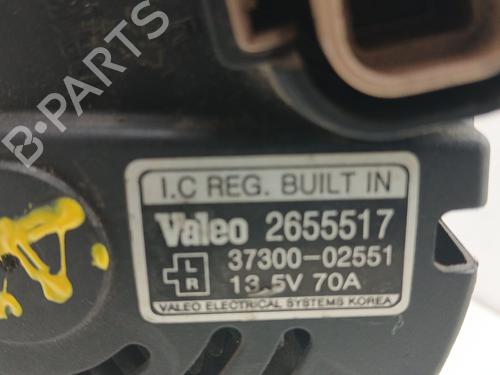 I.C REG. BUILT IN
Valeo 2655517
37300-02551
L
R
13.5V 70A
VALEO ELECTRICAL SYSTEMS KOREA
B-PARTS